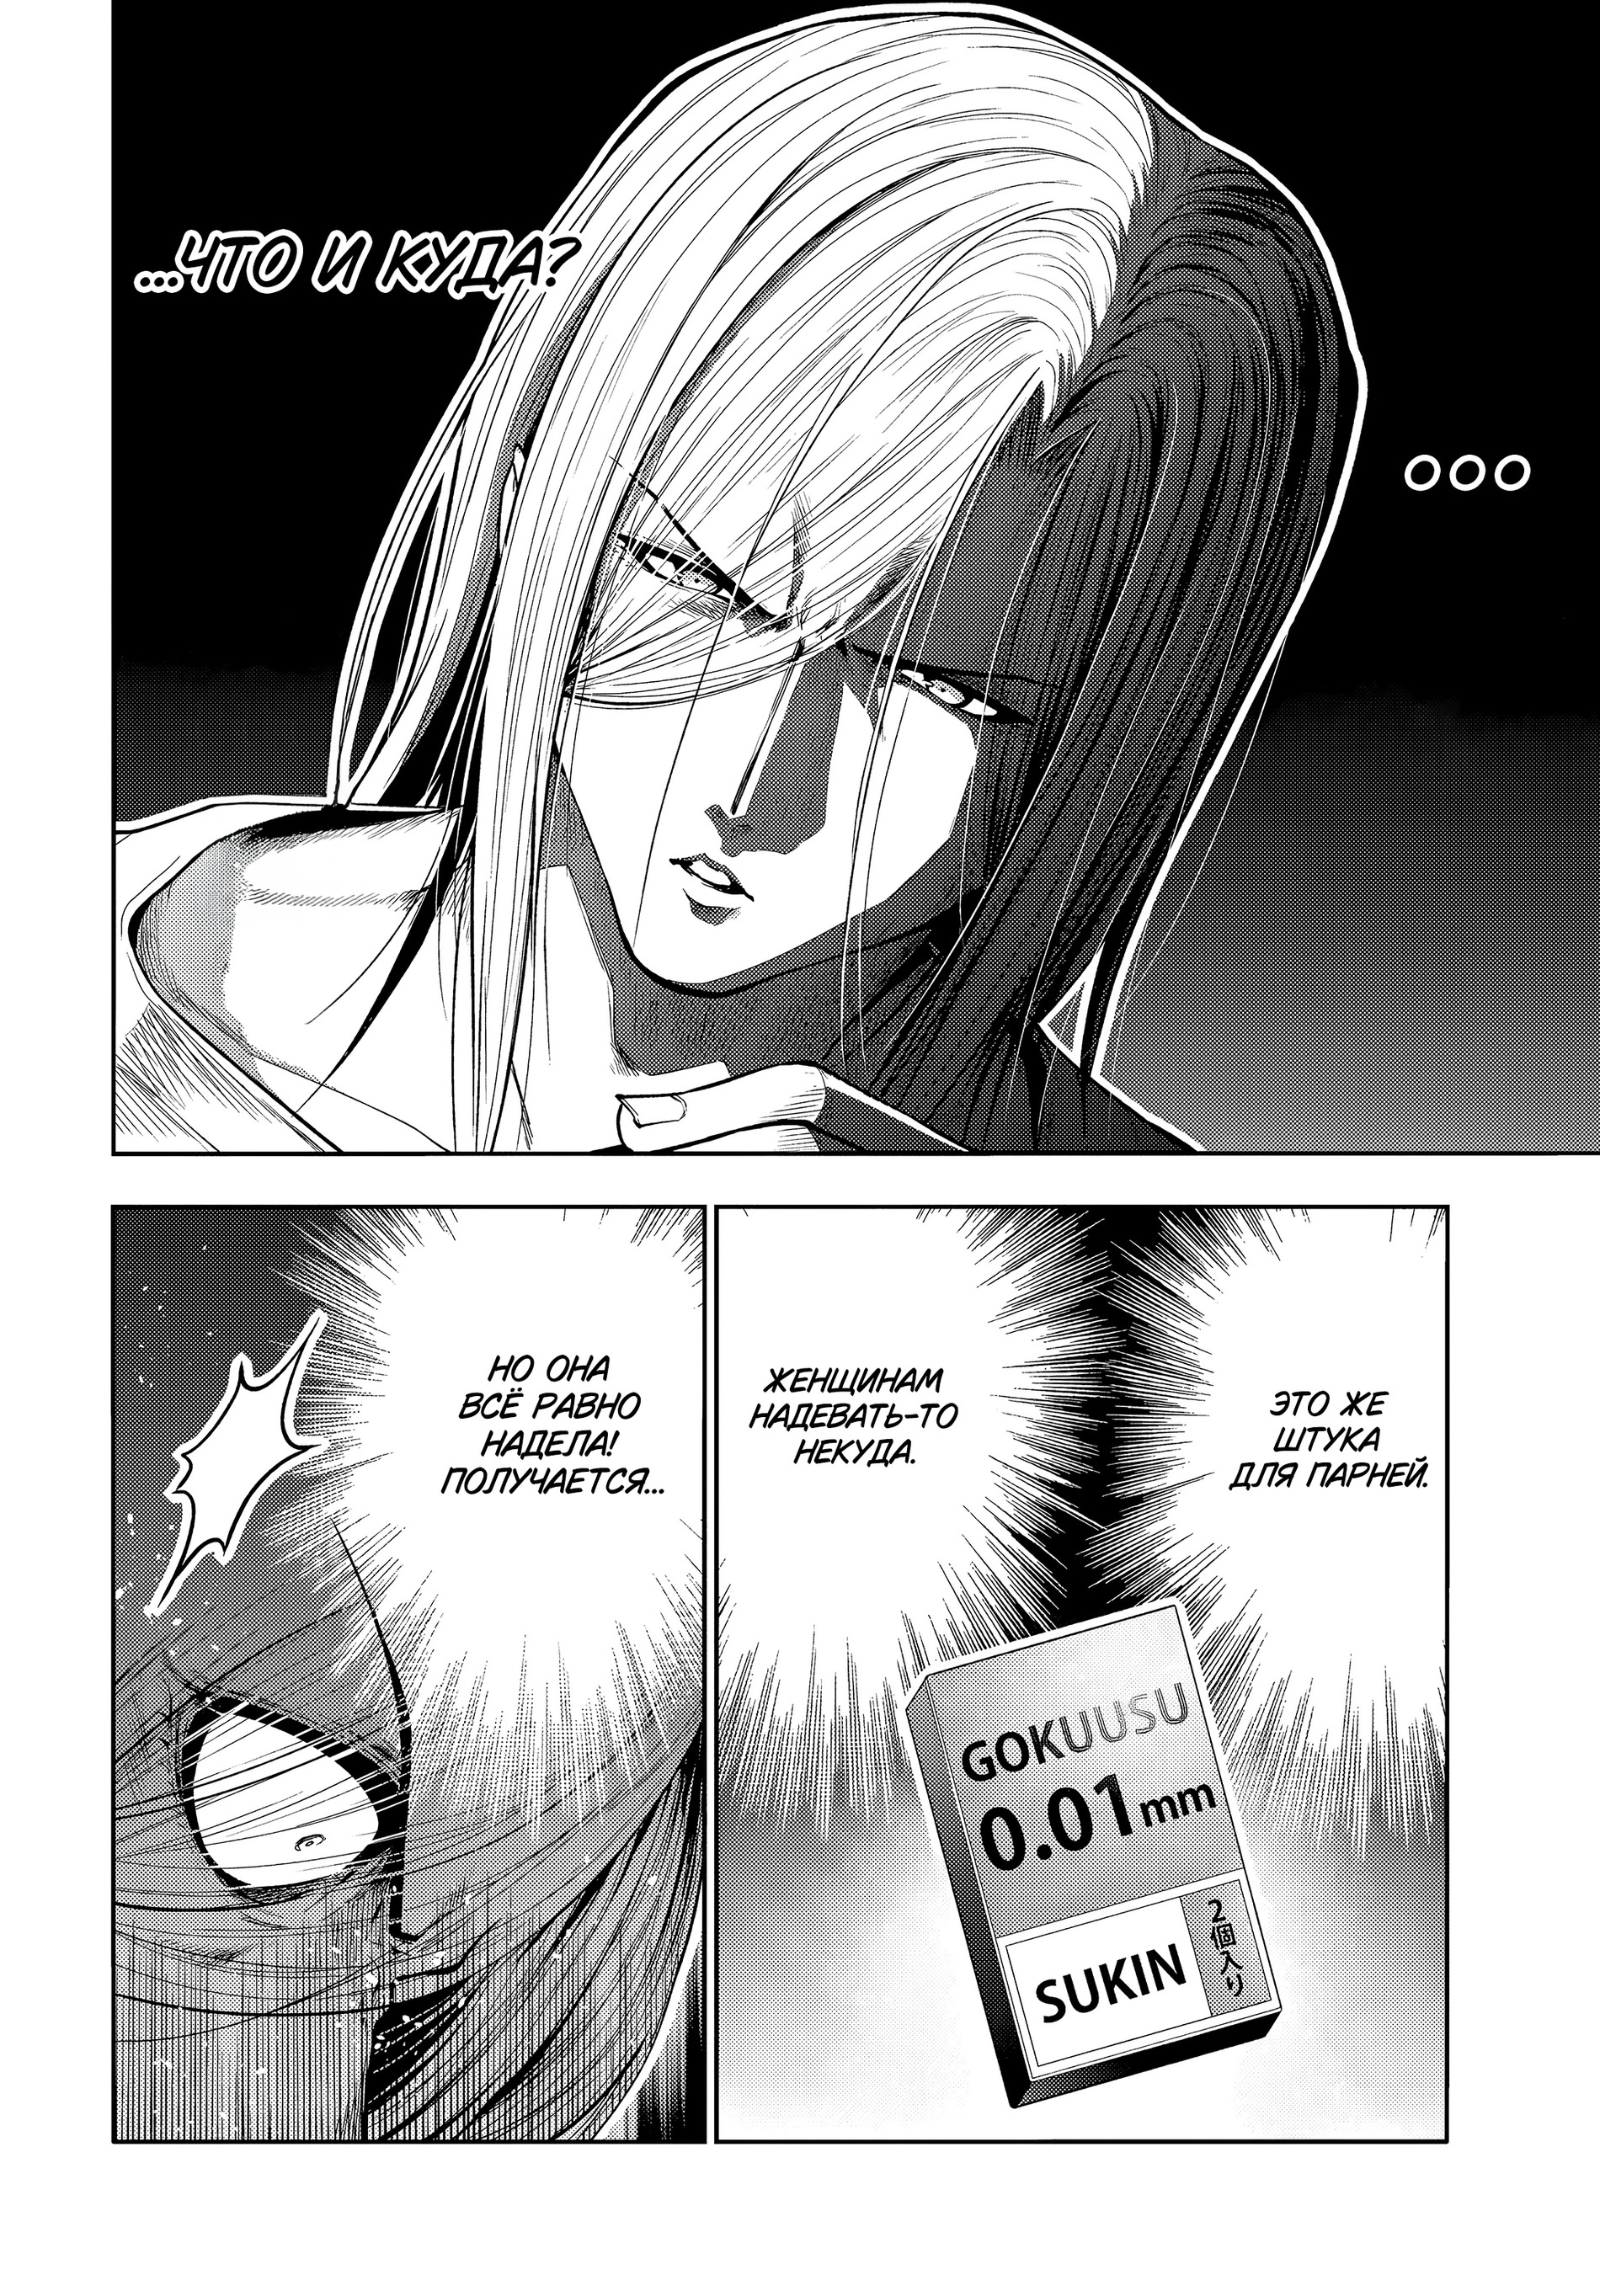 ...ЧТО И КУДА?
ЭТО ЖЕ
ШТУКА
ДЛЯ ПАРНЕЙ.
ЖЕНЩИНАМ
НАДЕВАТЬ-ТО
НЕКУДА.
GOKUUSU
0.01mm
SUKIN
2個入り
НО ОНА
ВСЁ РАВНО
НАДЕЛА!
ПОЛУЧАЕТСЯ...